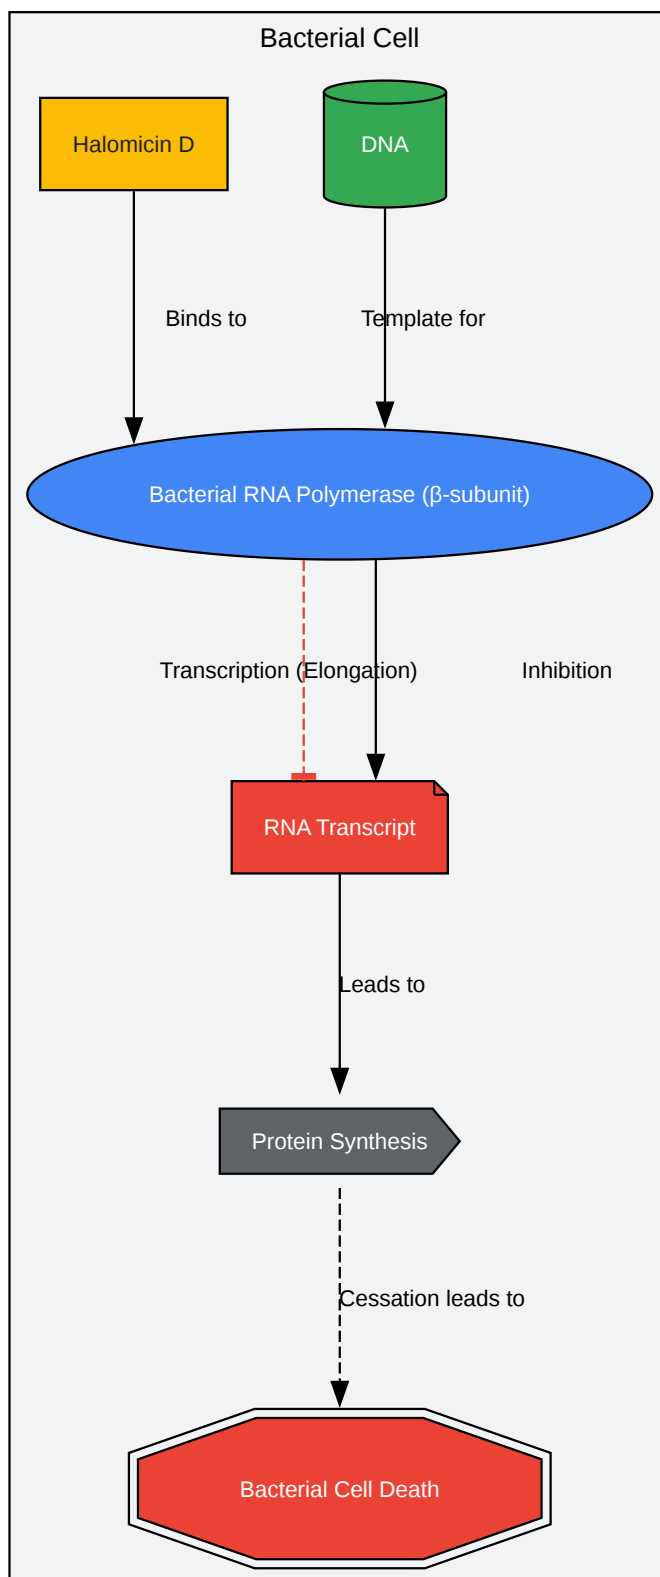 Bacterial Cell
Halomicin D
DNA
Binds to
Template for
Bacterial RNA Polymerase (β-subunit)
Transcription (Elongation)
Inhibition
RNA Transcript
Leads to
Protein Synthesis
Cessation leads to
Bacterial Cell Death